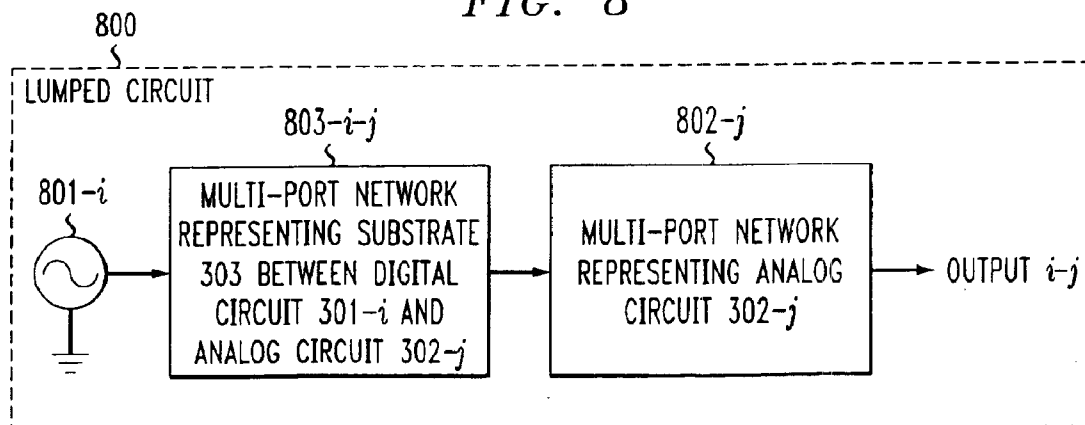 FIG. 8
800
LUMPED CIRCUIT
803-i-j
802-j
801-i
MULTI-PORT NETWORK
REPRESENTING SUBSTRATE
303 BETWEEN DIGITAL
CIRCUIT 301-i AND
ANALOG CIRCUIT 302-j
MULTI-PORT NETWORK
REPRESENTING ANALOG
CIRCUIT 302-j
OUTPUT i-j